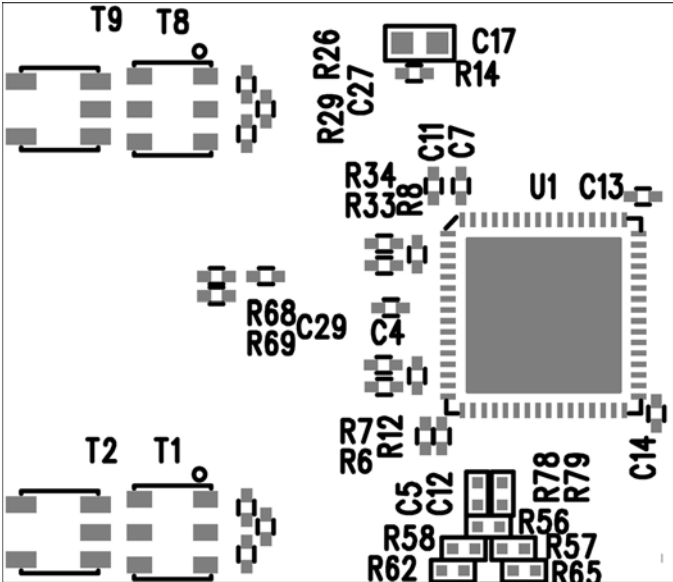 T9 T8
R26
C17
R14
C27
R29
C11
C7
R34
R33
R8
U1 C13
R68
R69
C29
C4
R7
R6
R12
C14
C5
C12
R78
R79
R56
R58
R57
R62
R65
T2 T1